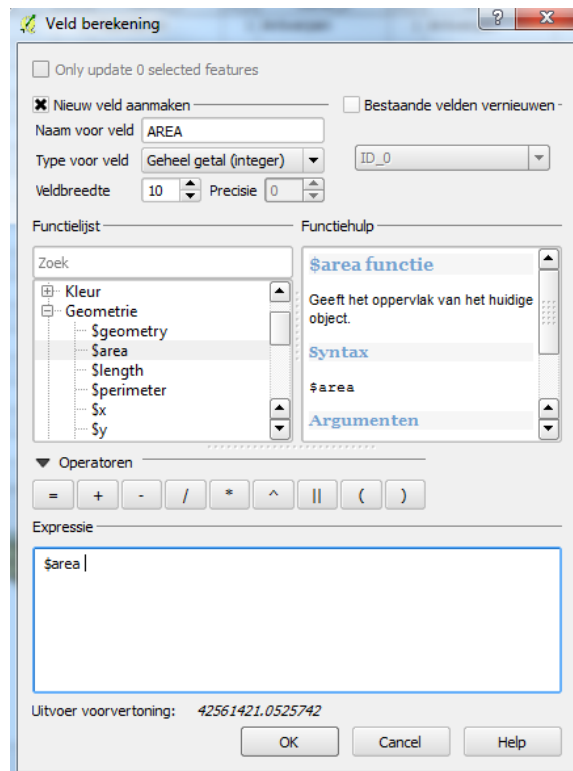 Veld berekening
Only update 0 selected features
Nieuw veld aanmaken
Bestaande velden vernieuwen
Naam voor veld AREA
Type voor veld Geheel getal (integer)
ID_0
Veldbreedte 10 Precisie 0
Functielijst
Functiehulp
Zoek
Kleur
Geometrie
$geometry
$area
$length
$perimeter
$x
$y
$area functie
Geeft het oppervlak van het huidige
object.
Syntax
$area
Argumenten
Operatoren
= + - / * ^ || ( )
Expressie
$area
Uitvoer voorvertoning: 42561421.0525742
OK Cancel Help